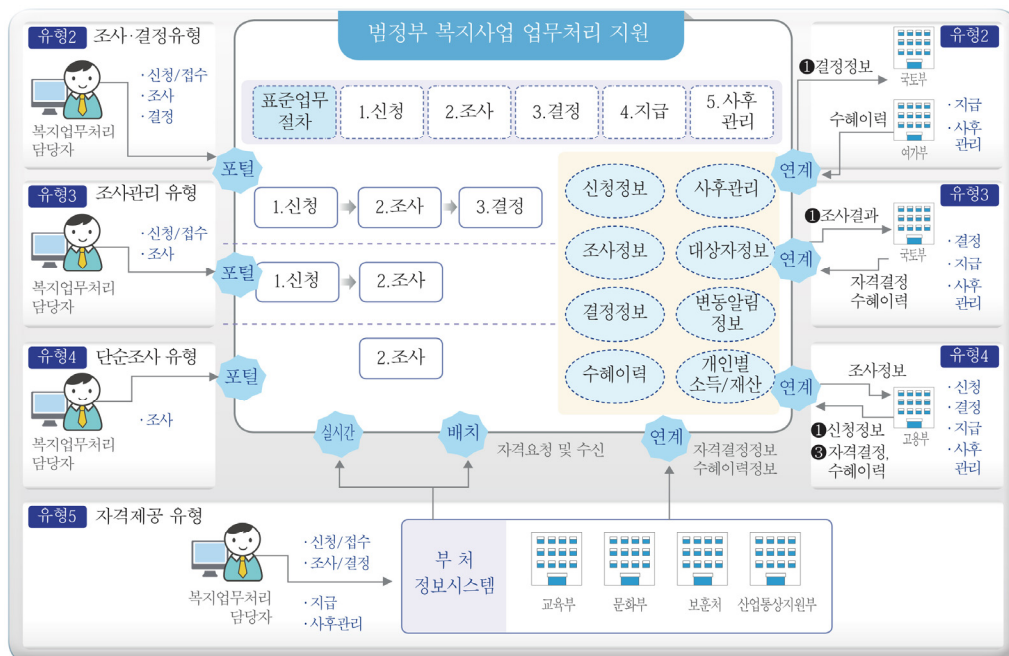 범정부 복지사업 업무처리 지원
유형2 조사·결정유형
·신청/접수
·조사
·결정
복지업무처리
담당자
포털
유형3 조사관리 유형
·신청/접수
·조사
복지업무처리
담당자
포털
유형4 단순조사 유형
·조사
복지업무처리
담당자
포털
표준업무
절차
1.신청
2.조사
3.결정
4.지급
5.사후
관리
1.신청
2.조사
3.결정
1.신청
2.조사
2.조사
신청정보
사후관리
조사정보
대상자정보
결정정보
변동알림
정보
수혜이력
개인별
소득/재산
유형2
❶결정정보
국토부
수혜이력
여가부
·지급
·사후
관리
연계
유형3
❶조사결과
국토부
자격결정
수혜이력
·결정
·지급
·사후
관리
연계
유형4
조사정보
고용부
❶신청정보
❸자격결정,
수혜이력
·신청
·결정
·지급
·사후
관리
연계
실시간
배치
자격요청 및 수신
연계
자격결정정보
수혜이력정보
유형5 자격제공 유형
·신청/접수
·조사/결정
·지급
·사후관리
복지업무처리
담당자
부 처
정보시스템
교육부
문화부
보훈처
산업통상지원부